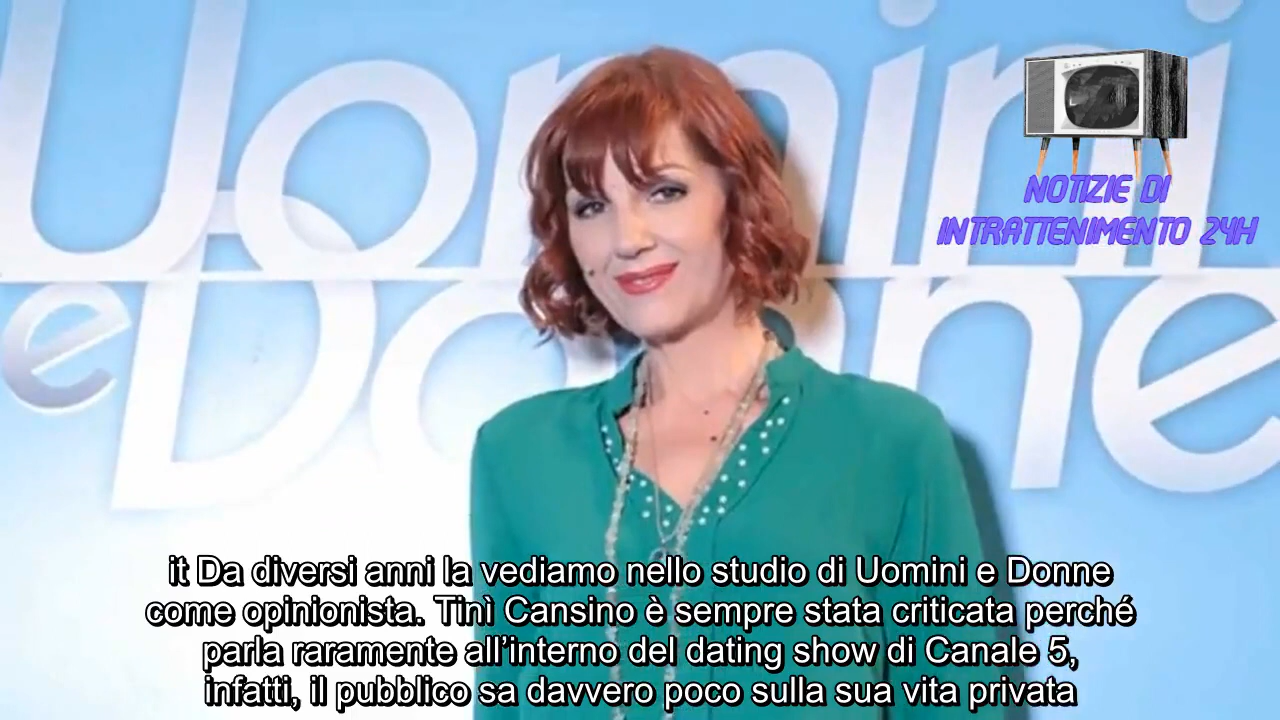 Uomini
e Donne
NOTIZIE DI
INTRATTENIMENTO 24H
it Da diversi anni la vediamo nello studio di Uomini e Donne
come opinionista. Tinì Cansino è sempre stata criticata perché
parla raramente all’interno del dating show di Canale 5,
infatti, il pubblico sa davvero poco sulla sua vita privata